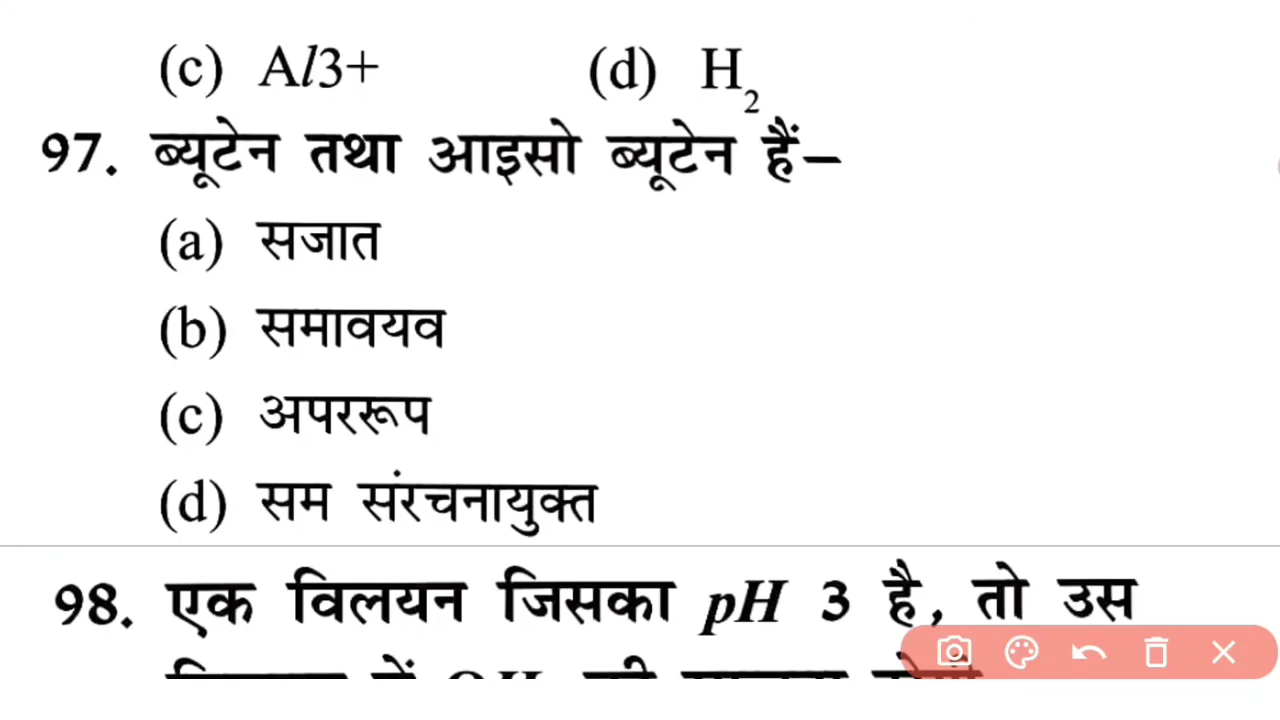 (c) Al3+ (d) H₂
97. ब्यूटेन तथा आइसो ब्यूटेन हैं–
(a) सजात
(b) समावयव
(c) अपररूप
(d) सम संरचनायुक्त
98. एक विलयन जिसका pH 3 है, तो उस